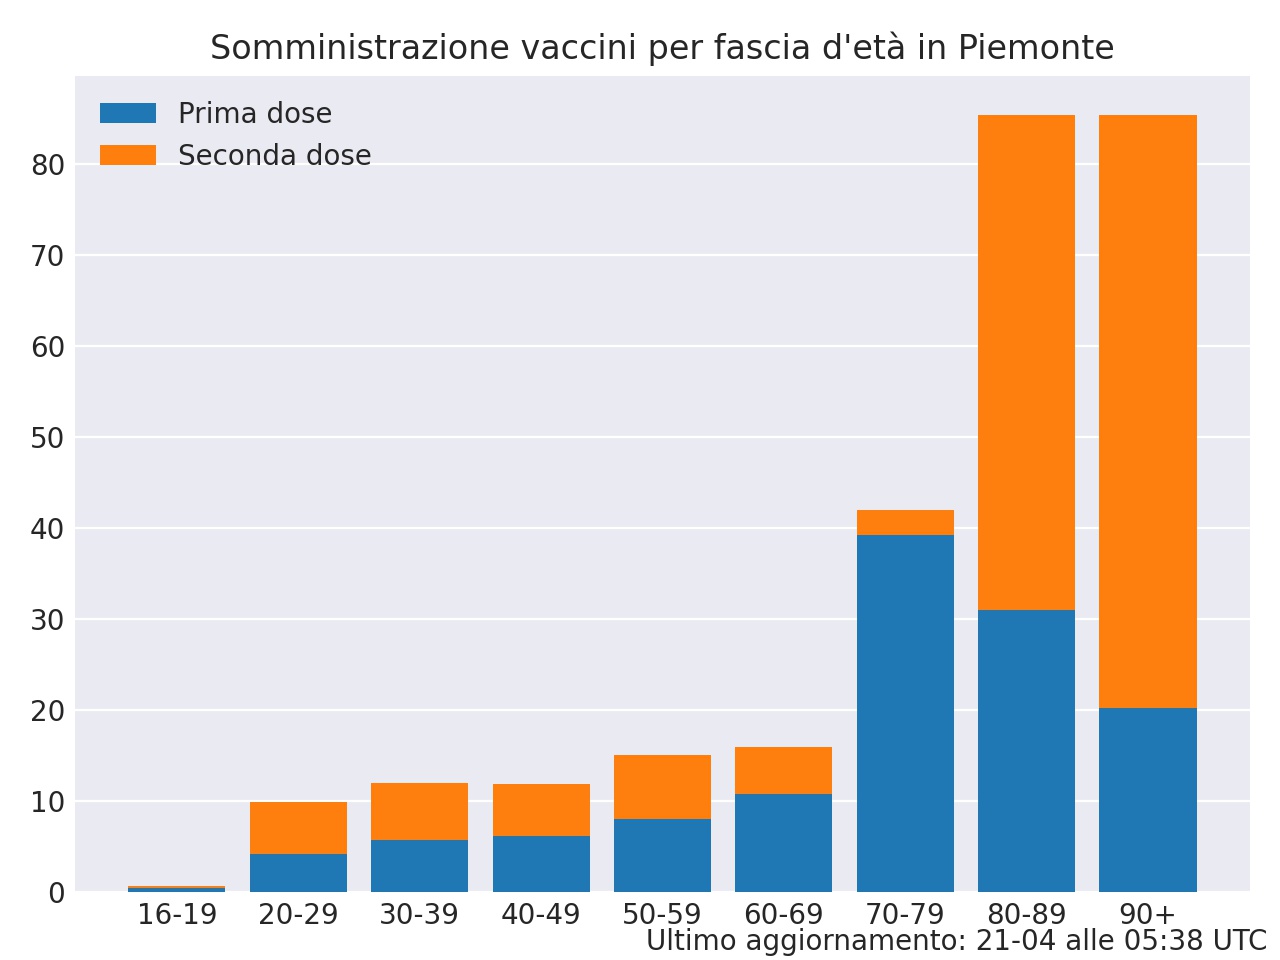 Somministrazione vaccini per fascia d'età in Piemonte
Prima dose
Seconda dose
80
70
60
50
40
30
20
10
0
16-19 20-29 30-39 40-49 50-59 60-69 70-79 80-89 90+
Ultimo aggiornamento: 21-04 alle 05:38 UTC